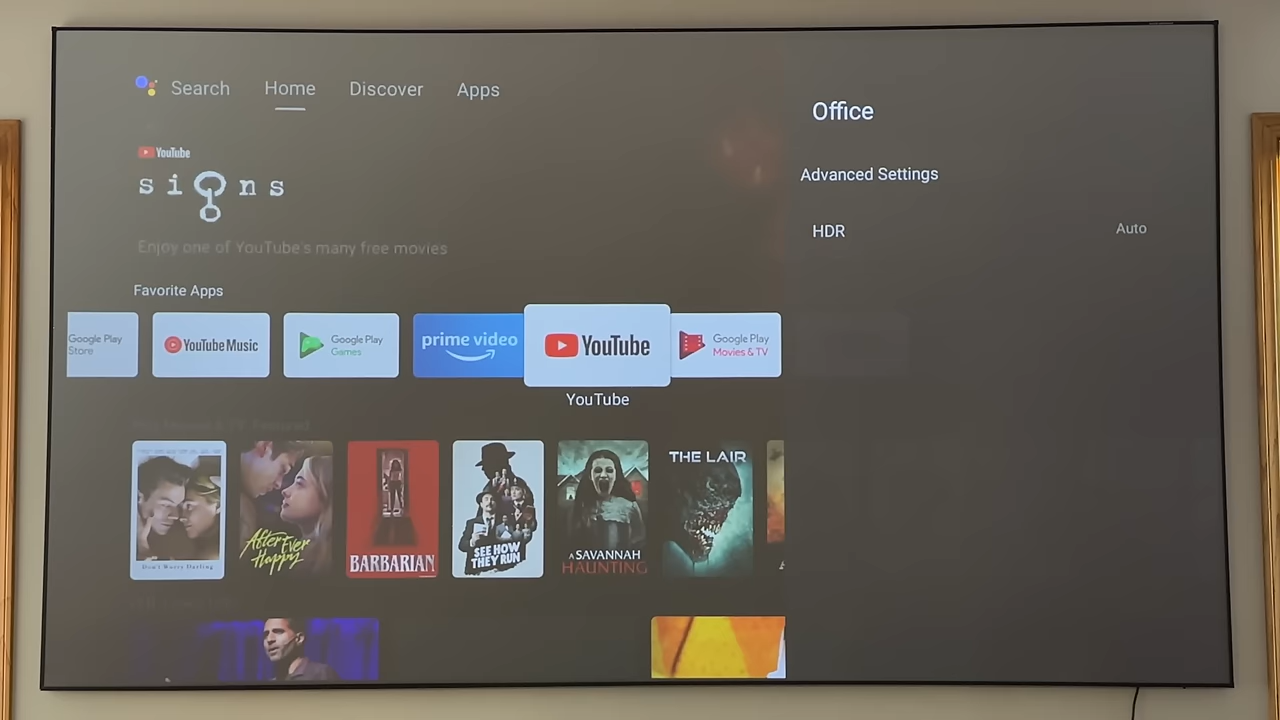 Search Home Discover Apps
YouTube
signs
Enjoy one of YouTube's many free movies
Favorite Apps
Google Play
Store
YouTube Music
Google Play
Games
prime video
YouTube
Google Play
Movies & TV
YouTube
Don't Worry Darling
After Ever
Happy
BARBARIAN
SEE HOW
THEY RUN
A SAVANNAH
HAUNTING
THE LAIR
Office
Advanced Settings
HDR Auto